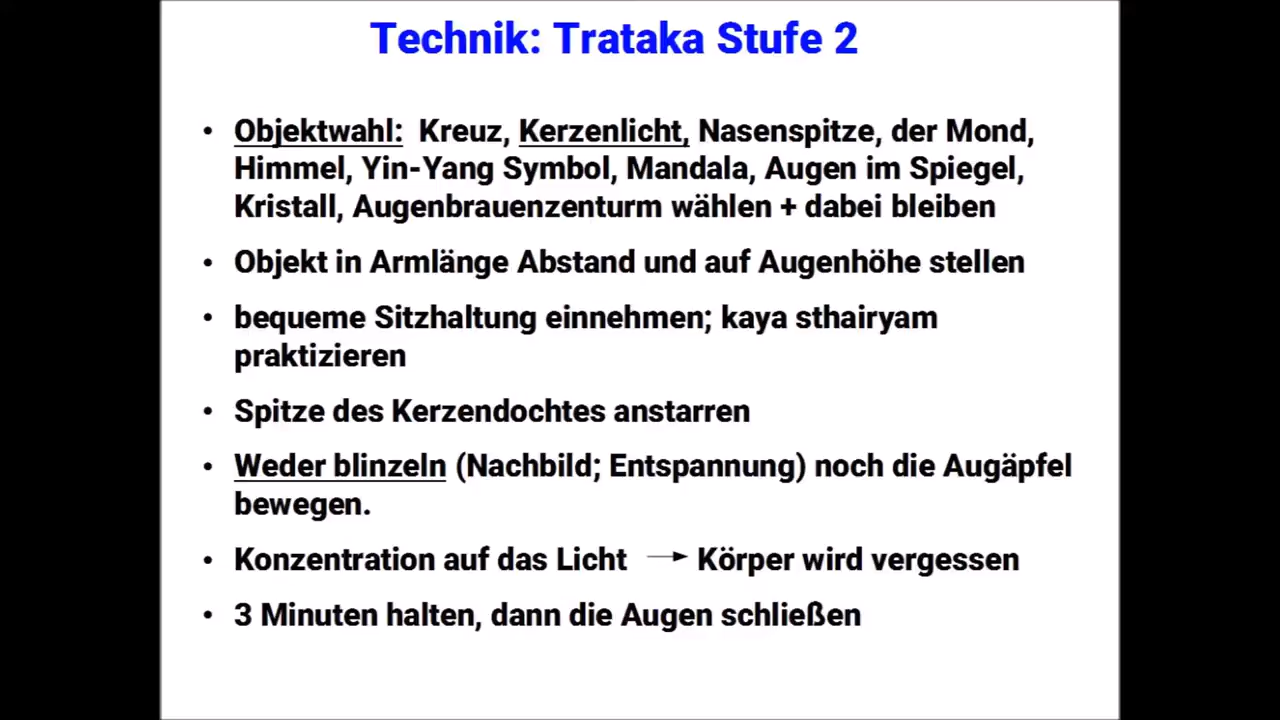 Technik: Trataka Stufe 2
• Objektwahl: Kreuz, Kerzenlicht, Nasenspitze, der Mond,
Himmel, Yin-Yang Symbol, Mandala, Augen im Spiegel,
Kristall, Augenbrauenzenturm wählen + dabei bleiben
• Objekt in Armlänge Abstand und auf Augenhöhe stellen
• bequeme Sitzhaltung einnehmen; kaya sthairyam
praktizieren
• Spitze des Kerzendochtes anstarren
• Weder blinzeln (Nachbild; Entspannung) noch die Augäpfel
bewegen.
• Konzentration auf das Licht → Körper wird vergessen
• 3 Minuten halten, dann die Augen schließen